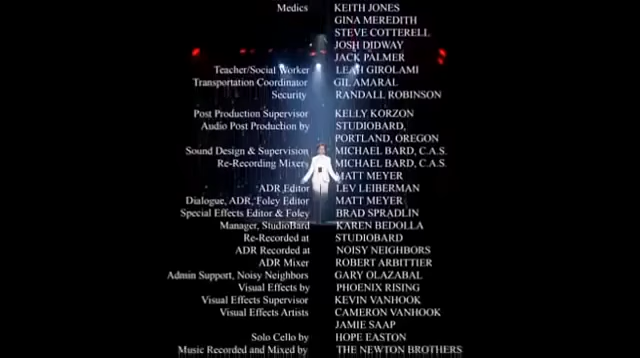 Medics KEITH JONES
GINA MEREDITH
STEVE COTTERELL
JOSH DIDWAY
JACK PALMER
Teacher/Social Worker LEAH GIROLAMI
Transportation Coordinator GIL AMARAL
Security RANDALL ROBINSON
Post Production Supervisor KELLY KORZON
Audio Post Production by STUDIOBARD,
PORTLAND, OREGON
Sound Design & Supervision MICHAEL BARD, C.A.S.
Re-Recording Mixers MICHAEL BARD, C.A.S.
MATT MEYER
ADR Editor LEV LEIBERMAN
Dialogue, ADR, Foley Editor MATT MEYER
Special Effects Editor & Foley BRAD SPRADLIN
Manager, StudioBard KAREN BEDOLLA
Re-Recorded at STUDIOBARD
ADR Recorded at NOISY NEIGHBORS
ADR Mixer ROBERT ARBITTIER
Admin Support, Noisy Neighbors GARY OLAZABAL
Visual Effects by PHOENIX RISING
Visual Effects Supervisor KEVIN VANHOOK
Visual Effects Artists CAMERON VANHOOK
JAMIE SAAP
Solo Cello by HOPE EASTON
Music Recorded and Mixed by THE NEWTON BROTHERS